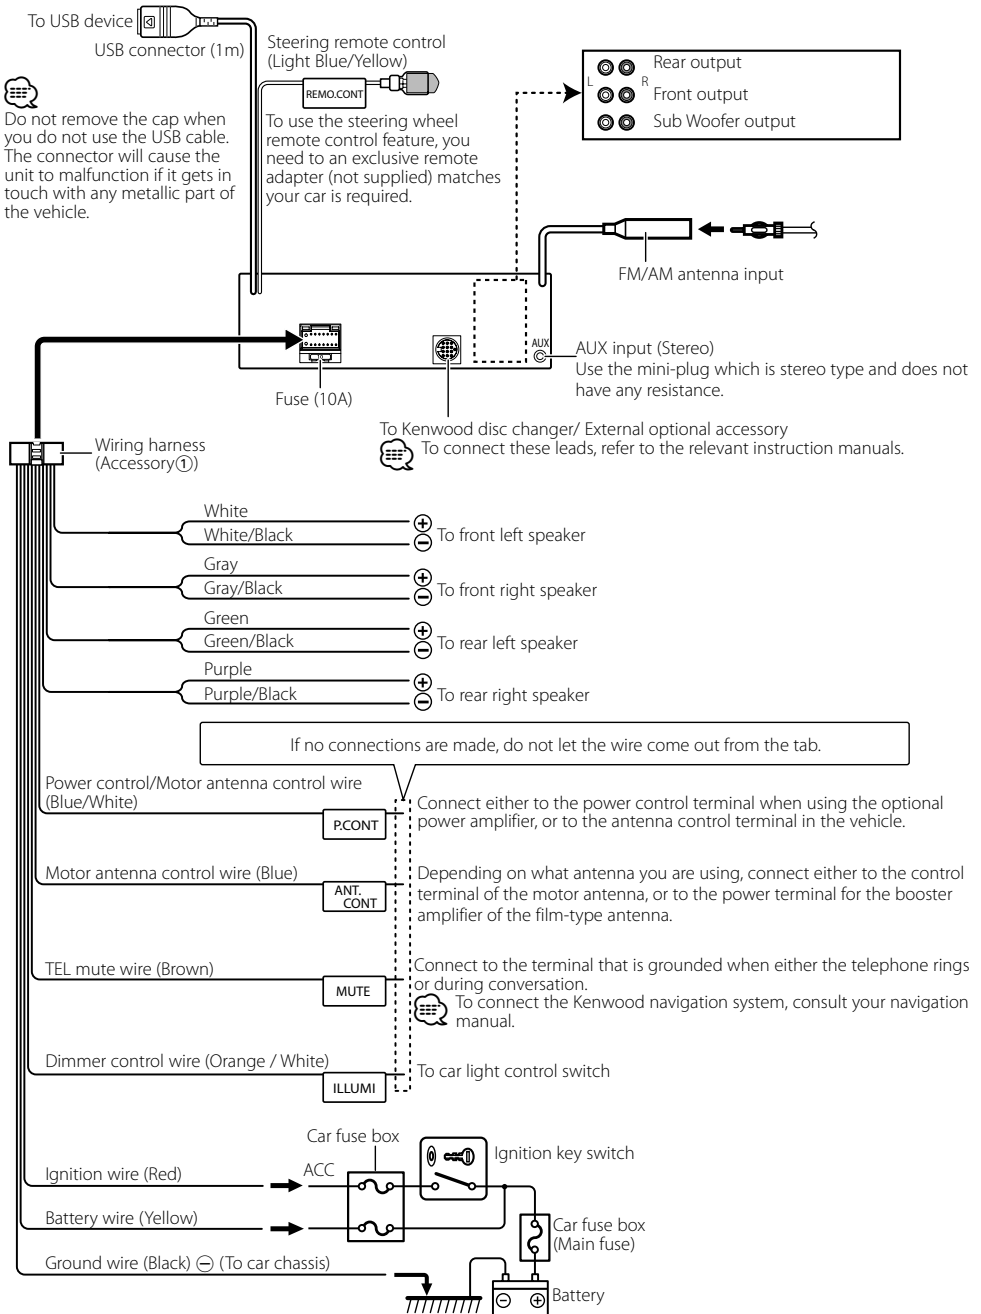 To USB device
USB connector (1m)
Do not remove the cap when
you do not use the USB cable.
The connector will cause the
unit to malfunction if it gets in
touch with any metallic part of
the vehicle.
Steering remote control
(Light Blue/Yellow)
REMO.CONT
To use the steering wheel
remote control feature, you
need to an exclusive remote
adapter (not supplied) matches
your car is required.
L
R
Rear output
Front output
Sub Woofer output
FM/AM antenna input
AUX
AUX input (Stereo)
Use the mini-plug which is stereo type and does not
have any resistance.
Fuse (10A)
To Kenwood disc changer/ External optional accessory
To connect these leads, refer to the relevant instruction manuals.
Wiring harness
(Accessory①)
White
White/Black
⊕
⊖
To front left speaker
Gray
Gray/Black
⊕
⊖
To front right speaker
Green
Green/Black
⊕
⊖
To rear left speaker
Purple
Purple/Black
⊕
⊖
To rear right speaker
If no connections are made, do not let the wire come out from the tab.
Power control/Motor antenna control wire
(Blue/White)
P.CONT
Connect either to the power control terminal when using the optional
power amplifier, or to the antenna control terminal in the vehicle.
Motor antenna control wire (Blue)
ANT.
CONT
Depending on what antenna you are using, connect either to the control
terminal of the motor antenna, or to the power terminal for the booster
amplifier of the film-type antenna.
TEL mute wire (Brown)
MUTE
Connect to the terminal that is grounded when either the telephone rings
or during conversation.
To connect the Kenwood navigation system, consult your navigation
manual.
Dimmer control wire (Orange / White)
ILLUMI
To car light control switch
Car fuse box
Ignition key switch
Ignition wire (Red)
ACC
Battery wire (Yellow)
Car fuse box
(Main fuse)
Ground wire (Black) ⊖ (To car chassis)
⊖
⊕
Battery